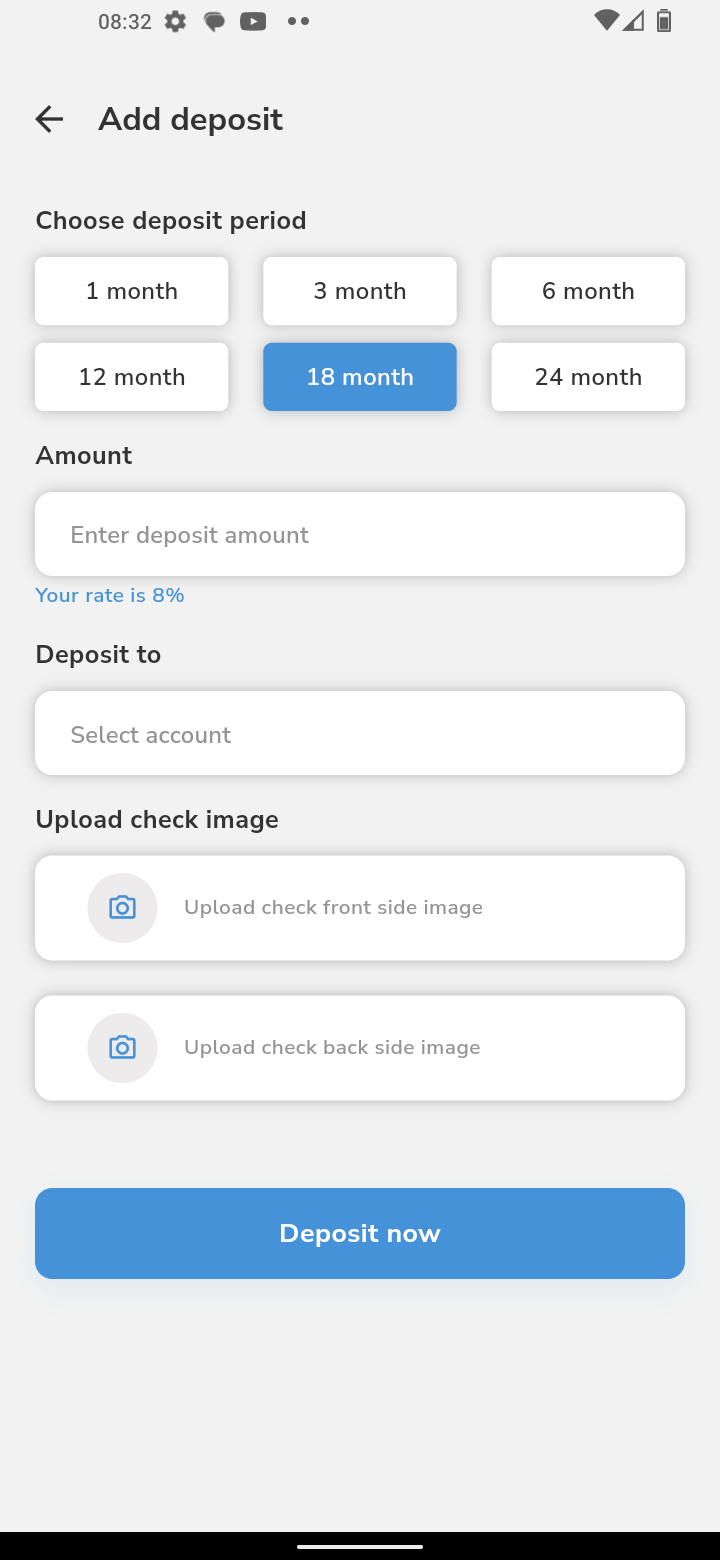 08:32
Add deposit
Choose deposit period
1 month 3 month 6 month
12 month 18 month 24 month
Amount
Enter deposit amount
Your rate is 8%
Deposit to
Select account
Upload check image
Upload check front side image
Upload check back side image
Deposit now